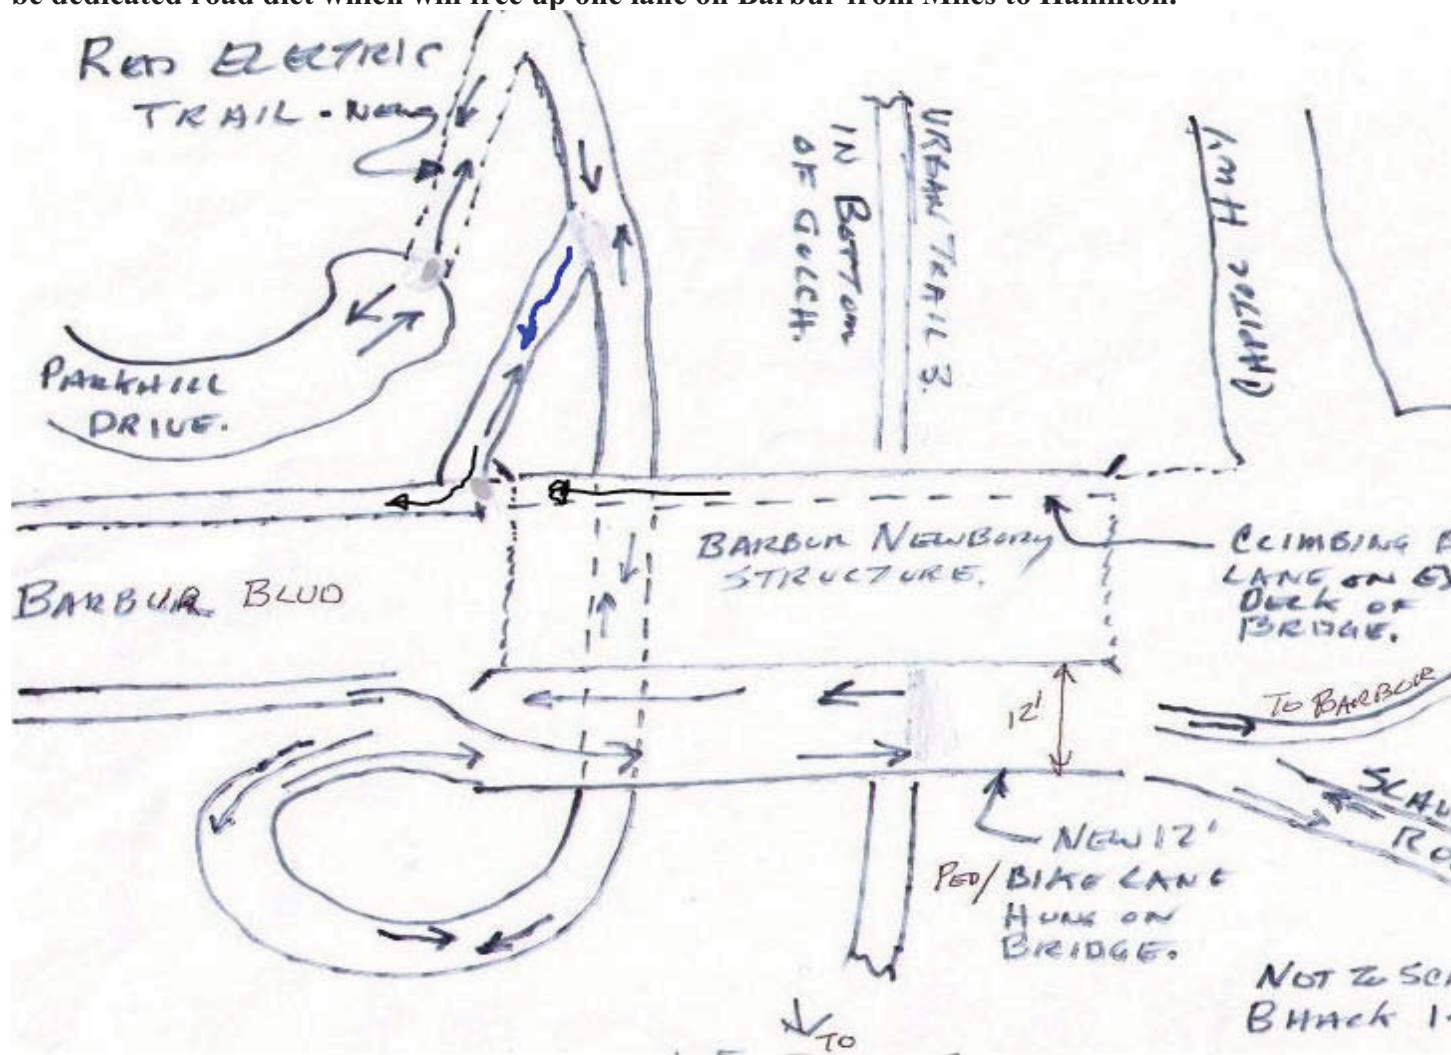 be dedicated road diet which will free up one lane on Barbur from Miles to Hamilton.
RED ELECTRIC
TRAIL - New
URBAN TRAIL 3.
IN BOTTOM
OF GULCH.
Hwy
PARKHILL
DRIVE.
BARBUR NEWBURY
STRUCTURE.
CLIMBING B
LANE ON EX
DECK OF
BRIDGE.
BARBUR BLVD
TO BARBUR
12'
NEW 12'
PED/BIKE LANE
HUNG ON
BRIDGE.
NOT TO SC
TO